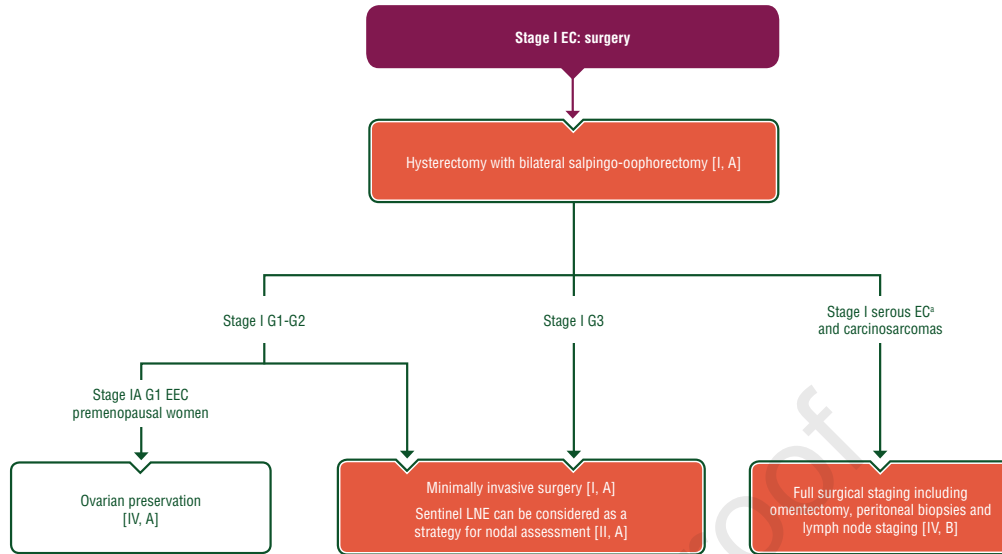 Stage I EC: surgery
Hysterectomy with bilateral salpingo-oophorectomy [I, A]
Stage I G1-G2
Stage I G3
Stage I serous ECᵃ
and carcinosarcomas
Stage IA G1 EEC
premenopausal women
Ovarian preservation
[IV, A]
Minimally invasive surgery [I, A]
Sentinel LNE can be considered as a
strategy for nodal assessment [II, A]
Full surgical staging including
omentectomy, peritoneal biopsies and
lymph node staging [IV, B]
roof